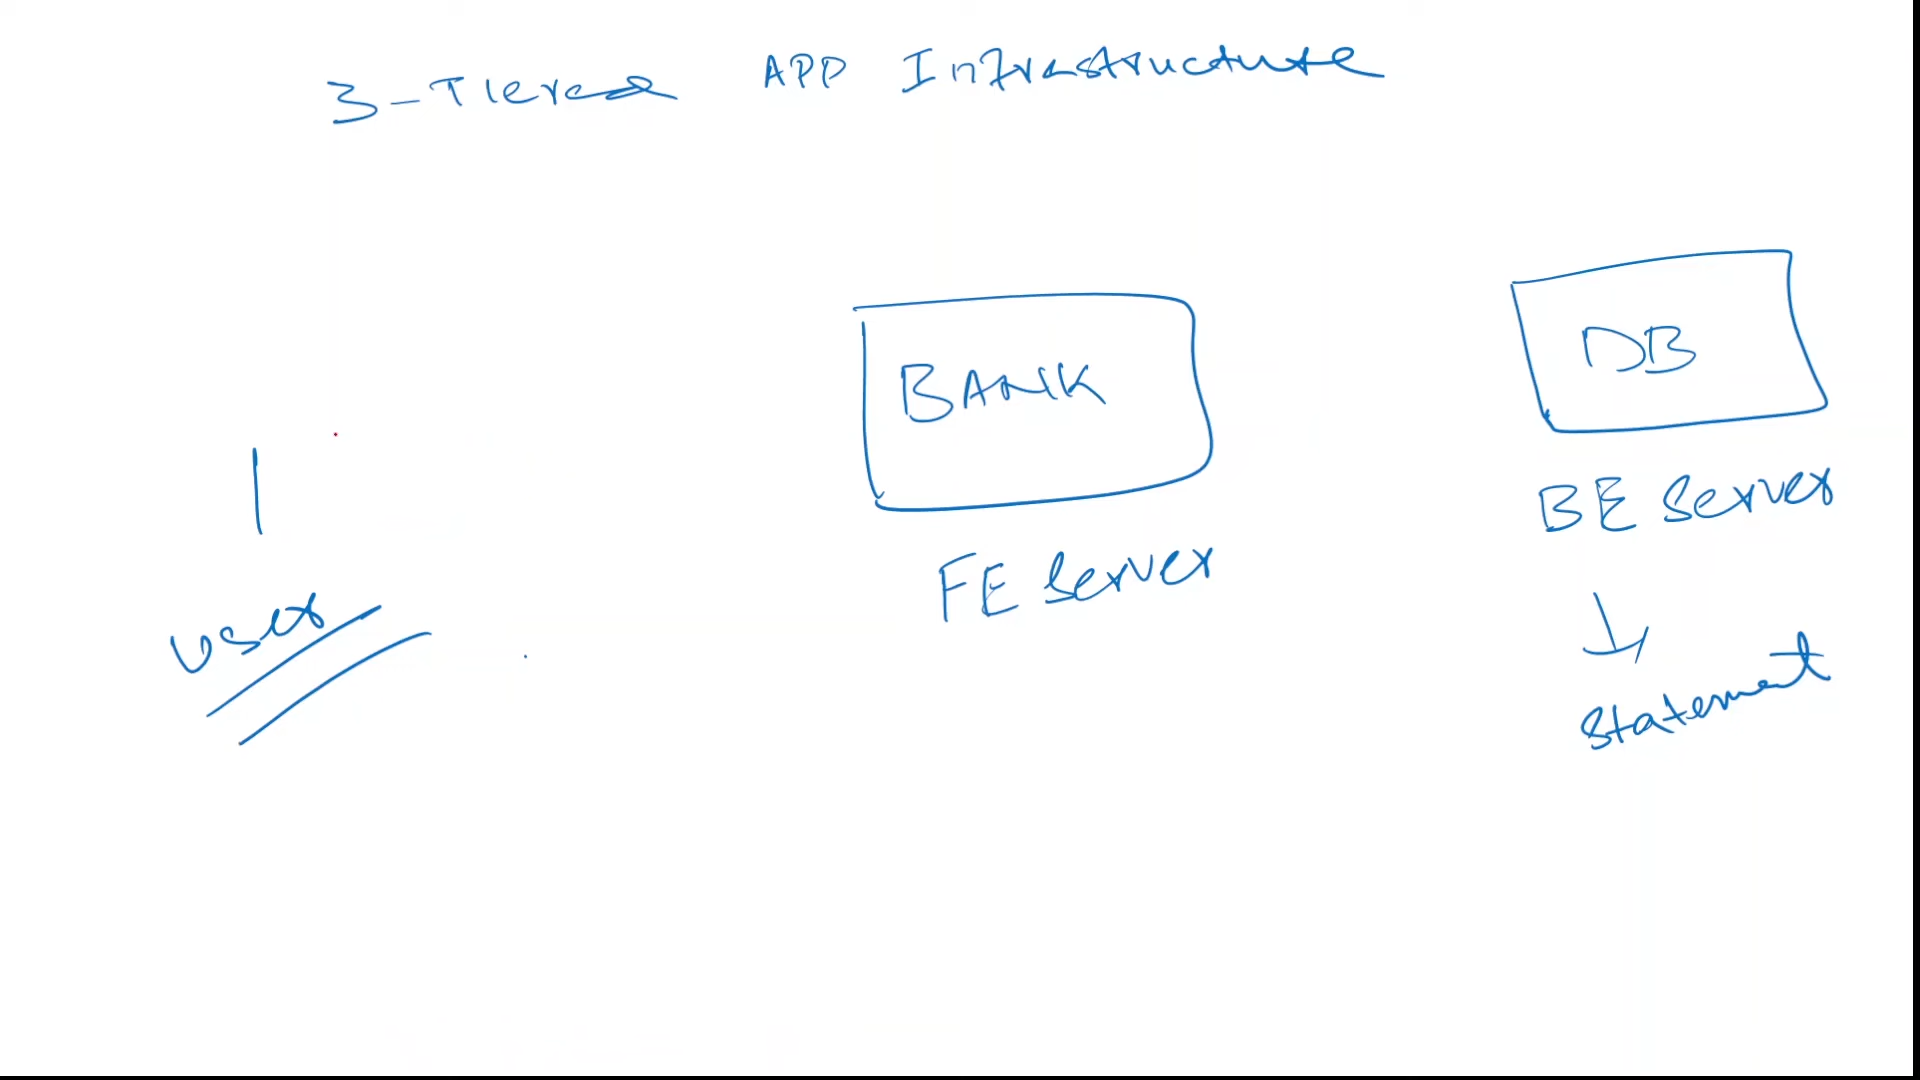 3-Tiered APP Infrastructure
BANK
DB
BE Server
FE Server
user
Statement